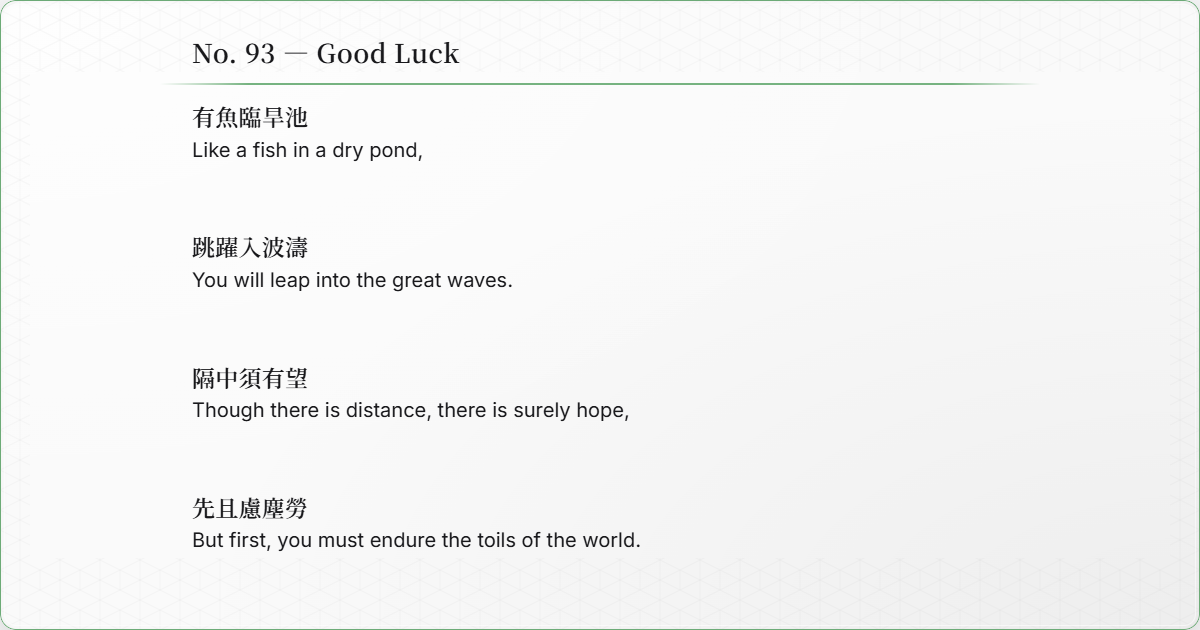 No. 93 — Good Luck
有魚臨旱池
Like a fish in a dry pond,
跳躍入波濤
You will leap into the great waves.
隔中須有望
Though there is distance, there is surely hope,
先且慮塵勞
But first, you must endure the toils of the world.